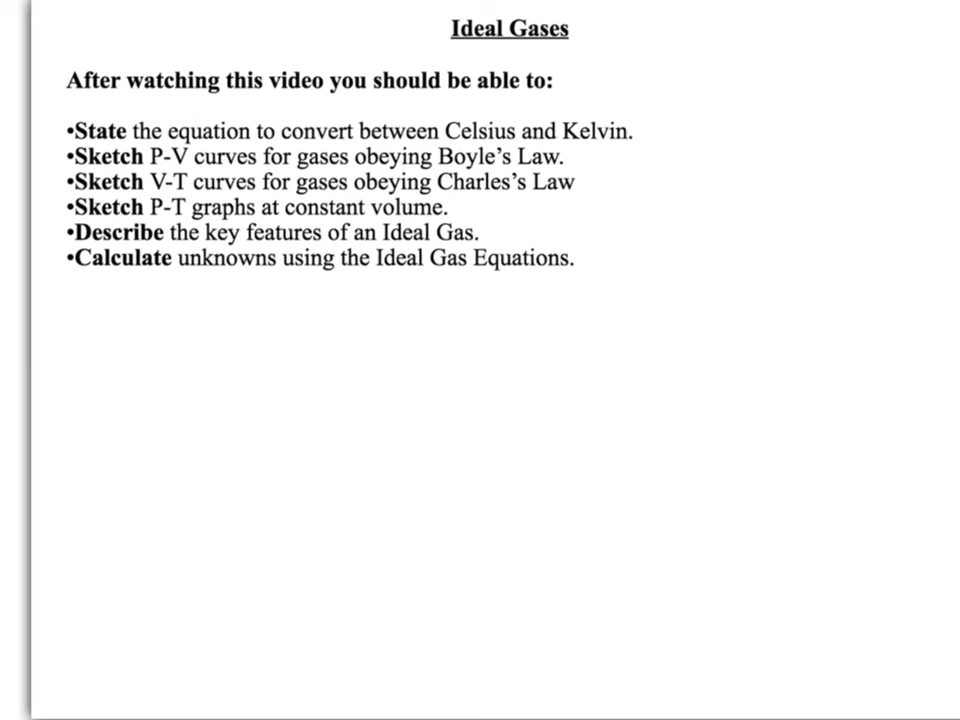 Ideal Gases
After watching this video you should be able to:
•State the equation to convert between Celsius and Kelvin.
•Sketch P-V curves for gases obeying Boyle’s Law.
•Sketch V-T curves for gases obeying Charles’s Law
•Sketch P-T graphs at constant volume.
•Describe the key features of an Ideal Gas.
•Calculate unknowns using the Ideal Gas Equations.